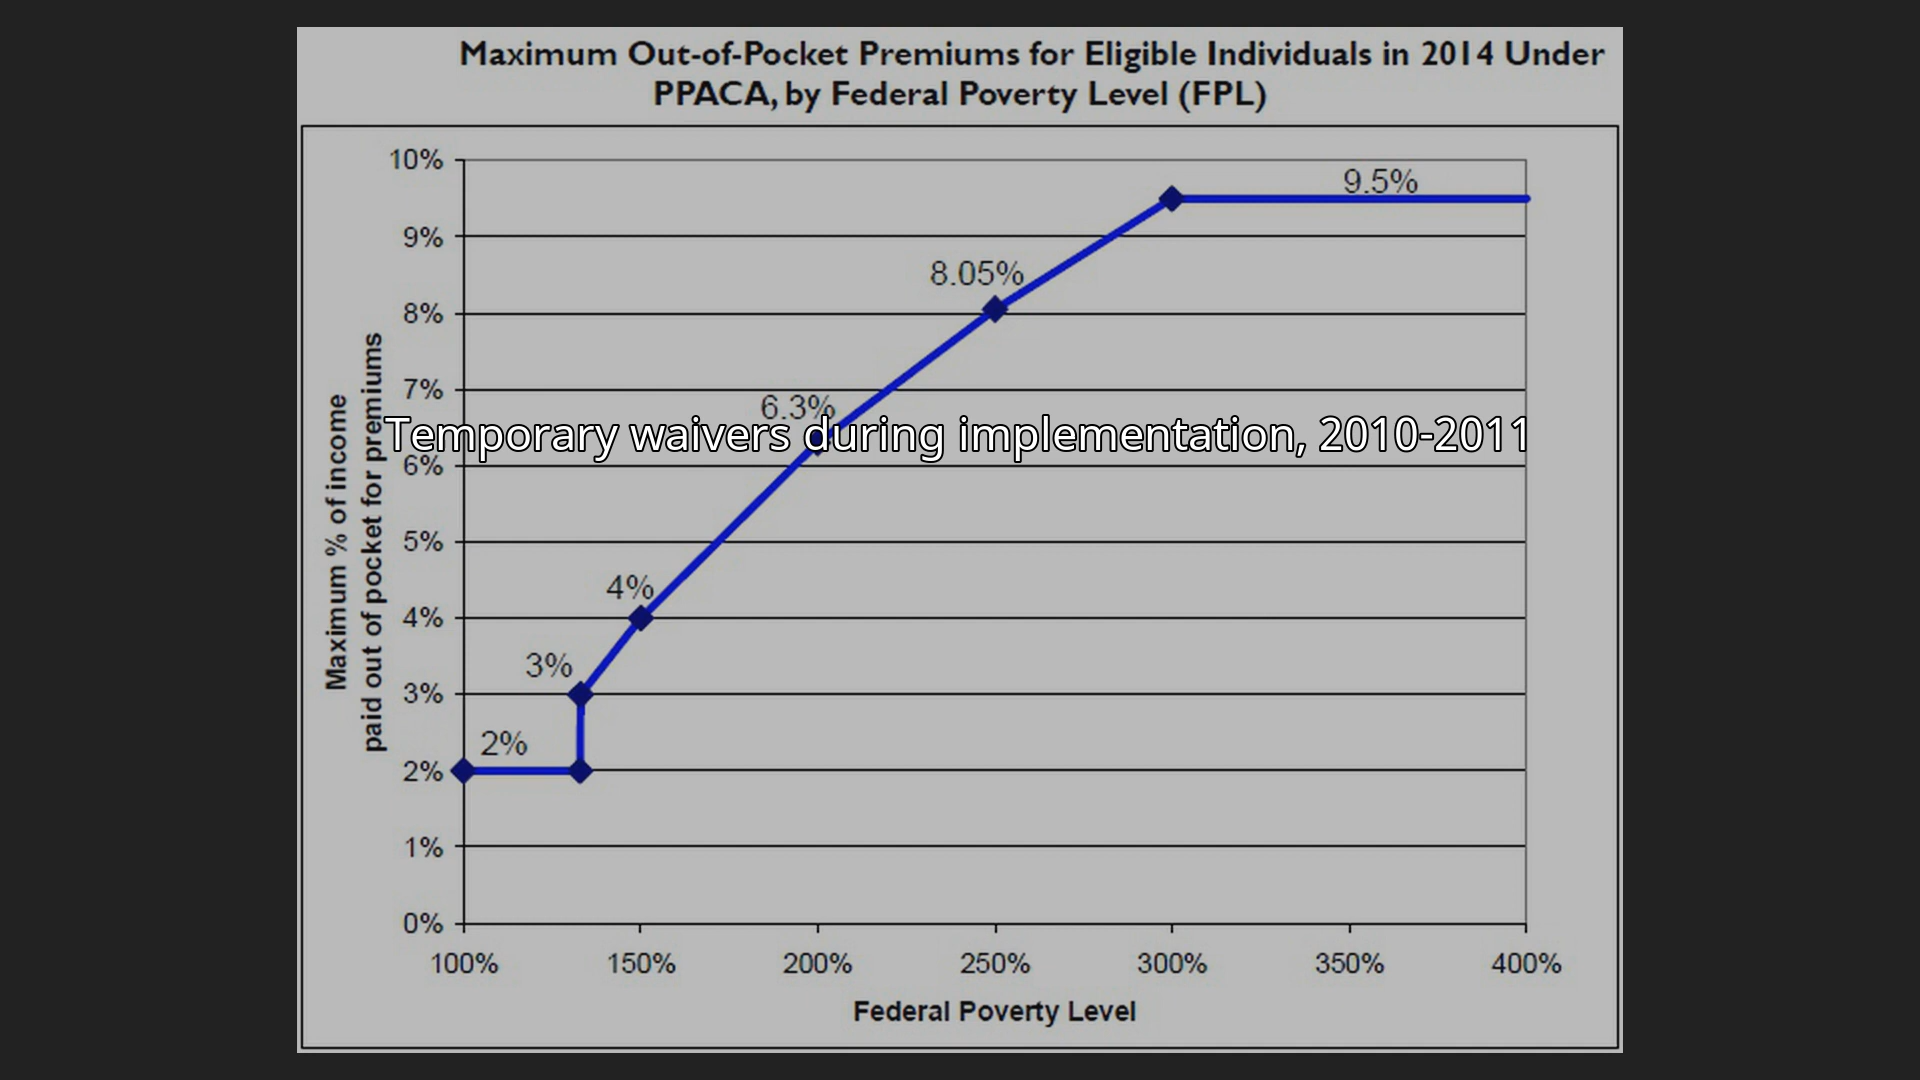 Maximum Out-of-Pocket Premiums for Eligible Individuals in 2014 Under
PPACA, by Federal Poverty Level (FPL)
10%
9.5%
9%
8.05%
8%
7%
6.3%
Temporary waivers during implementation, 2010-2011
6%
5%
4%
4%
3%
3%
2%
2%
1%
0%
Maximum % of income
paid out of pocket for premiums
100% 150% 200% 250% 300% 350% 400%
Federal Poverty Level